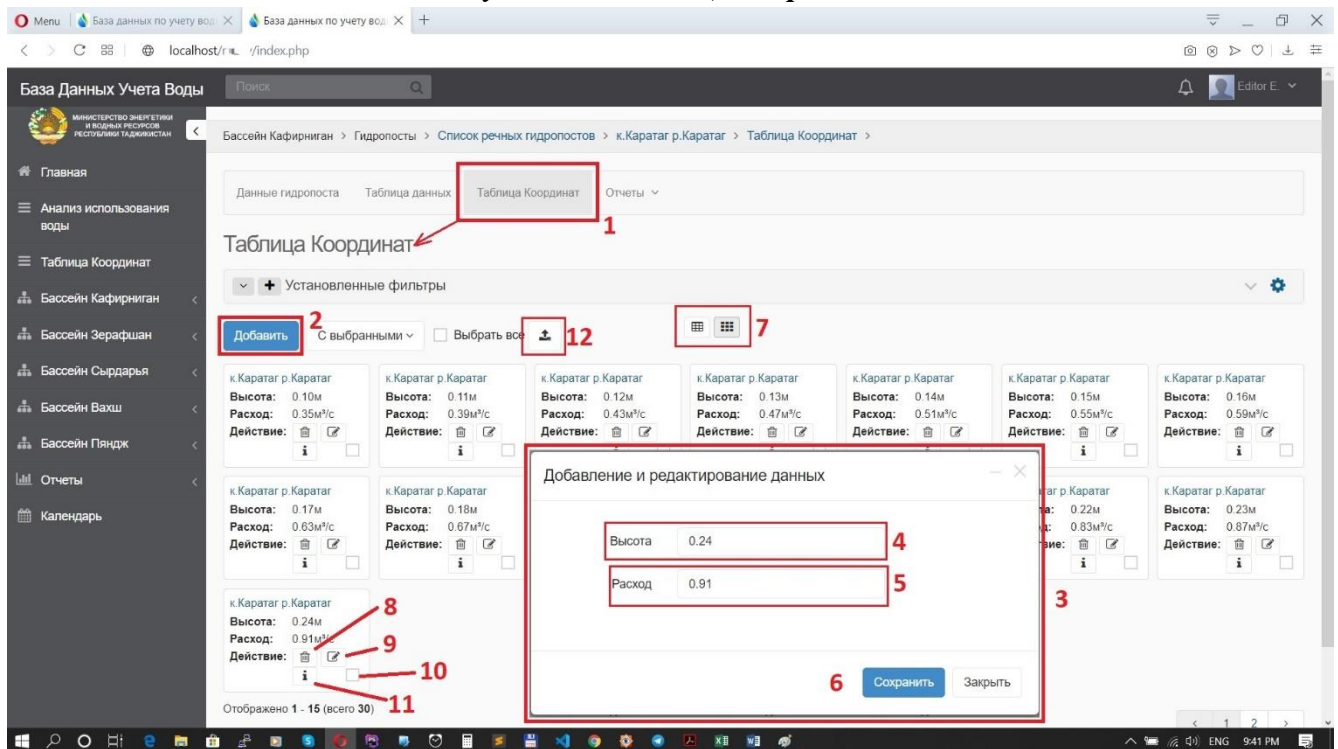 Menu
База данных по учету вод
База данных по учету вод
localhost/r
/index.php
База Данных Учета Воды
Поиск
Editor E.
МИНИСТЕРСТВО ЭНЕРГЕТИКИ
И ВОДНЫХ РЕСУРСОВ
РЕСПУБЛИКИ ТАДЖИКИСТАН
Бассейн Кафирниган > Гидропосты > Список речных гидропостов > к.Каратаг р.Каратаг > Таблица Координат >
Главная
Анализ использования
воды
Таблица Координат
Бассейн Кафирниган
Бассейн Зерафшан
Бассейн Сырдарья
Бассейн Вахш
Бассейн Пяндж
Отчеты
Календарь
Данные гидропоста Таблица данных Таблица Координат Отчеты
1
Таблица Координат
Установленные фильтры
Добавить 2 С выбранными Выбрать все 12 7
к.Каратаг р.Каратаг к.Каратаг р.Каратаг к.Каратаг р.Каратаг к.Каратаг р.Каратаг к.Каратаг р.Каратаг к.Каратаг р.Каратаг к.Каратаг р.Каратаг
Высота: 0.10м Высота: 0.11м Высота: 0.12м Высота: 0.13м Высота: 0.14м Высота: 0.15м Высота: 0.16м
Расход: 0.35м³/с Расход: 0.39м³/с Расход: 0.43м³/с Расход: 0.47м³/с Расход: 0.51м³/с Расход: 0.55м³/с Расход: 0.59м³/с
Действие: Действие: Действие: Действие: Действие: Действие: Действие:
к.Каратаг р.Каратаг к.Каратаг р.Каратаг таг р.Каратаг к.Каратаг р.Каратаг
Высота: 0.17м Высота: 0.18м та: 0.22м Высота: 0.23м
Расход: 0.63м³/с Расход: 0.67м³/с д: 0.83м³/с Расход: 0.87м³/с
Действие: Действие: вие: Действие:
Добавление и редактирование данных
Высота 0.24 4
Расход 0.91 5
3
6 Сохранить Закрыть
к.Каратаг р.Каратаг 8
Высота: 0.24м
Расход: 0.91м³/с
Действие: 9
10
11
Отображено 1 - 15 (всего 30)
< 1 2 >
ENG 9:41 PM